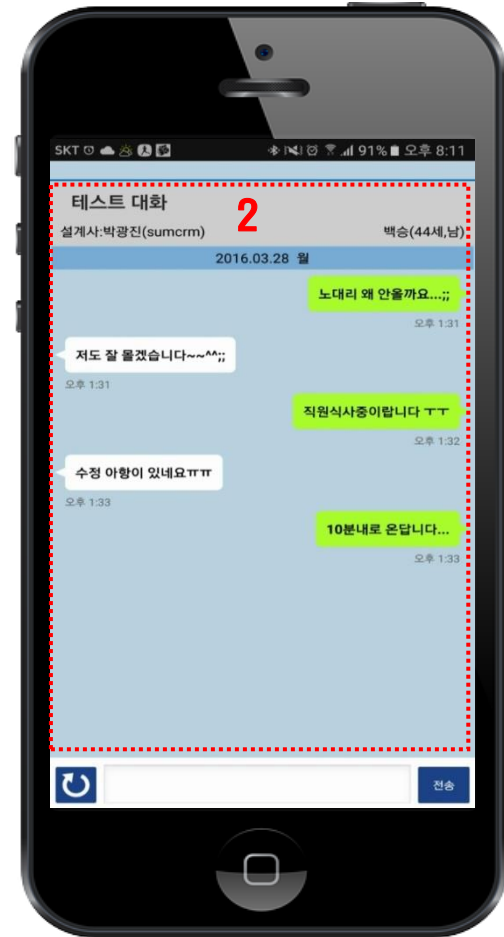 SKT 91% 오후 8:11
테스트 대화
2
설계사:박광진(sumcrm) 백승(44세,남)
2016.03.28 월
노대리 왜 안올까요...;;
오후 1:31
저도 잘 몰겠습니다~~^^;;
오후 1:31
직원식사중이랍니다 ㅜㅜ
오후 1:32
수정 아항이 있네요ㅠㅠ
오후 1:33
10분내로 온답니다...
오후 1:33
전송